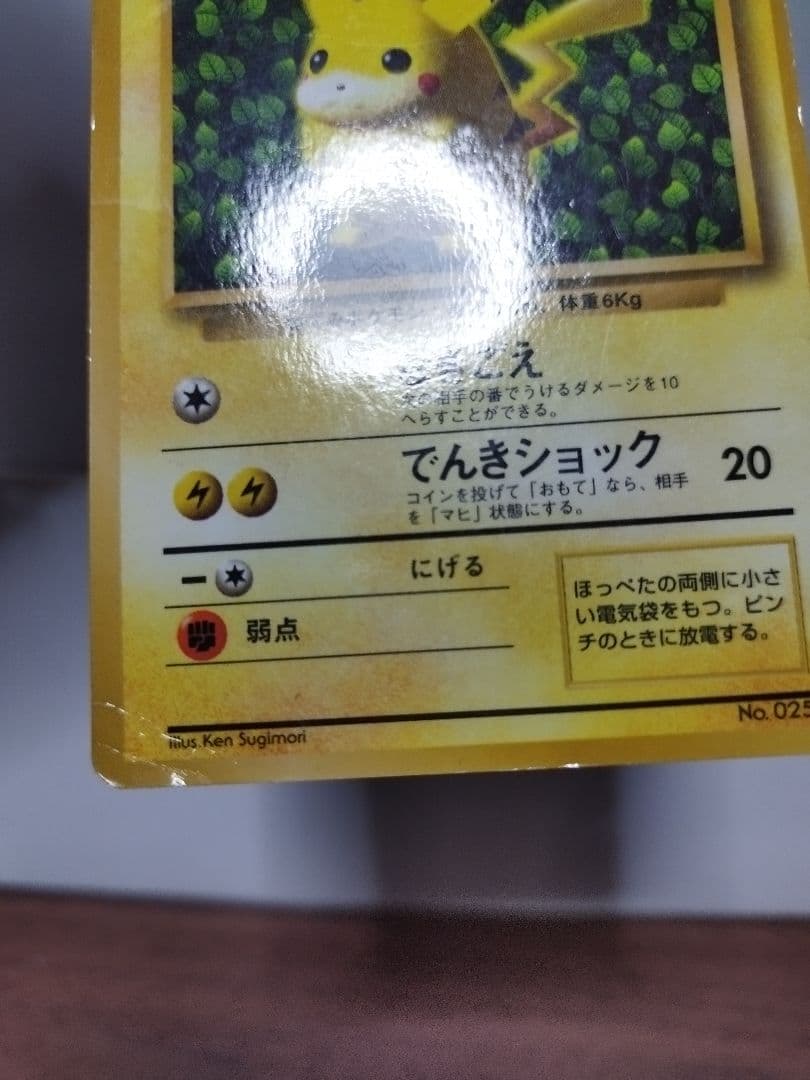 体重6Kg
相手の番でうけるダメージを10
へらすことができる。
でんきショック 20
コインを投げて「おもて」なら、相手
を「マヒ」状態にする。
にげる
弱点
ほっぺたの両側に小さ
い電気袋をもつ。ピン
チのときに放電する。
No. 025
Illus. Ken Sugimori